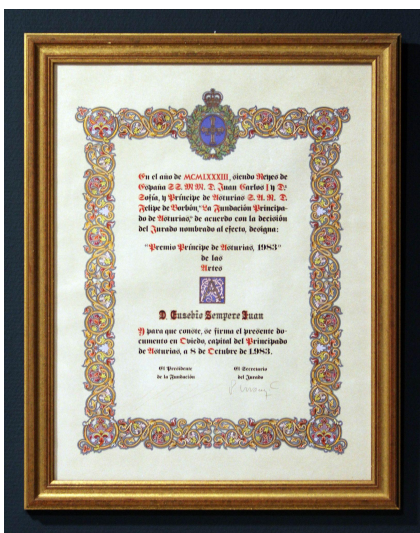 En el año de MCMLXXXIII, siendo Reyes de
España S.S. M.M. D. Juan Carlos I y Dª
Sofía, y Príncipe de Asturias S.A.R. D.
Felipe de Borbón, "La Fundación Principa-
do de Asturias," de acuerdo con la decisión
del Jurado nombrado al efecto, designa:
"Premio Príncipe de Asturias, 1983"
de las
Artes
D. Eusebio Sempere Juan
Y para que conste, se firma el presente do-
cumento en Oviedo, capital del Principado
de Asturias, a 8 de Octubre de 1.983.
El Presidente
de la Fundación
El Secretario
del Jurado